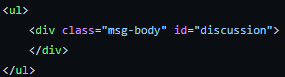 <ul>
    <div class="msg-body" id="discussion">
    </div>
</ul>